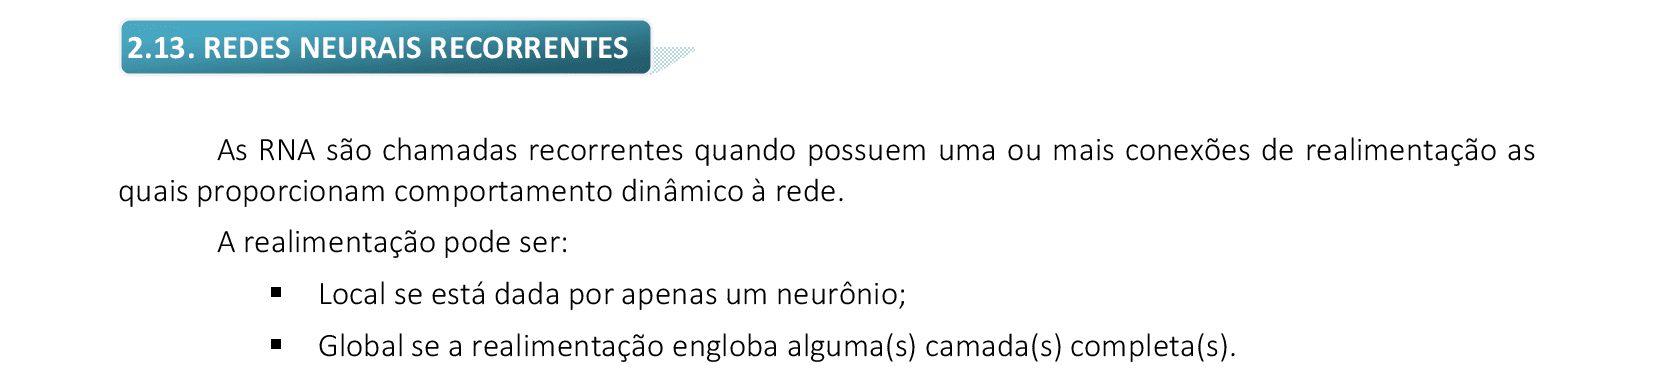 2.13. REDES NEURAIS RECORRENTES
As RNA são chamadas recorrentes quando possuem uma ou mais conexões de realimentação as
quais proporcionam comportamento dinâmico à rede.
A realimentação pode ser:
▪ Local se está dada por apenas um neurônio;
▪ Global se a realimentação engloba alguma(s) camada(s) completa(s).